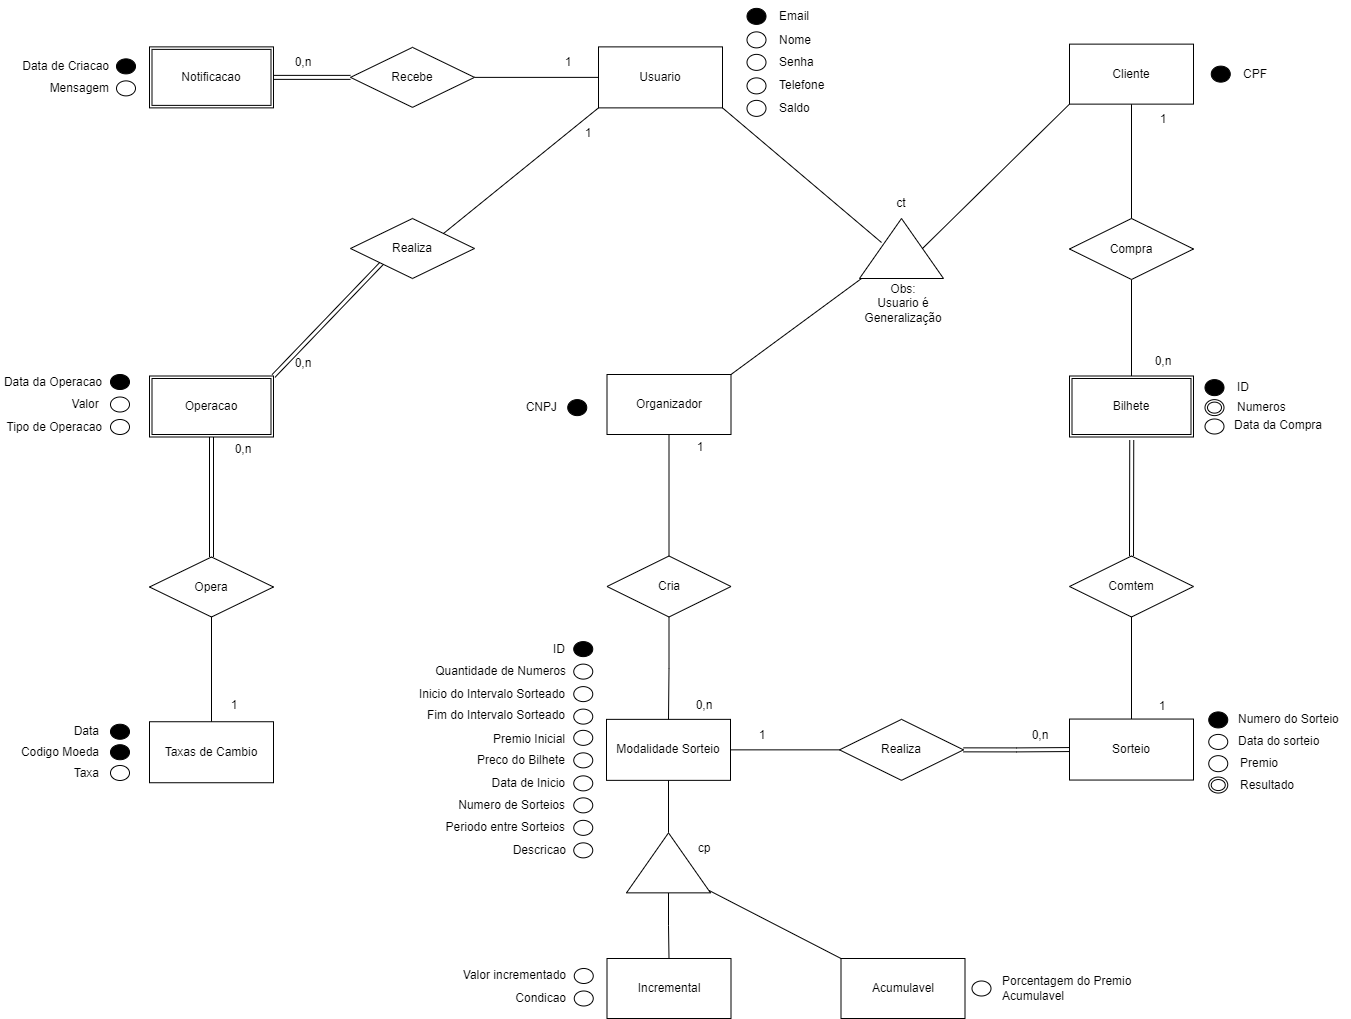 Email
Nome
Senha
Telefone
Saldo
Data de Criacao
Mensagem
Notificacao
0,n
Recebe
1
Usuario
1
Cliente
CPF
1
ct
Realiza
Compra
Obs:
Usuario é
Generalização
0,n
0,n
Data da Operacao
Valor
Tipo de Operacao
Operacao
0,n
CNPJ
Organizador
1
Bilhete
ID
Numeros
Data da Compra
Opera
Cria
Comtem
1
0,n
1
Data
Codigo Moeda
Taxa
Taxas de Cambio
ID
Quantidade de Numeros
Inicio do Intervalo Sorteado
Fim do Intervalo Sorteado
Premio Inicial
Preco do Bilhete
Data de Inicio
Numero de Sorteios
Periodo entre Sorteios
Descricao
Modalidade Sorteio
1
Realiza
0,n
Sorteio
Numero do Sorteio
Data do sorteio
Premio
Resultado
cp
Valor incrementado
Condicao
Incremental
Acumulavel
Porcentagem do Premio
Acumulavel